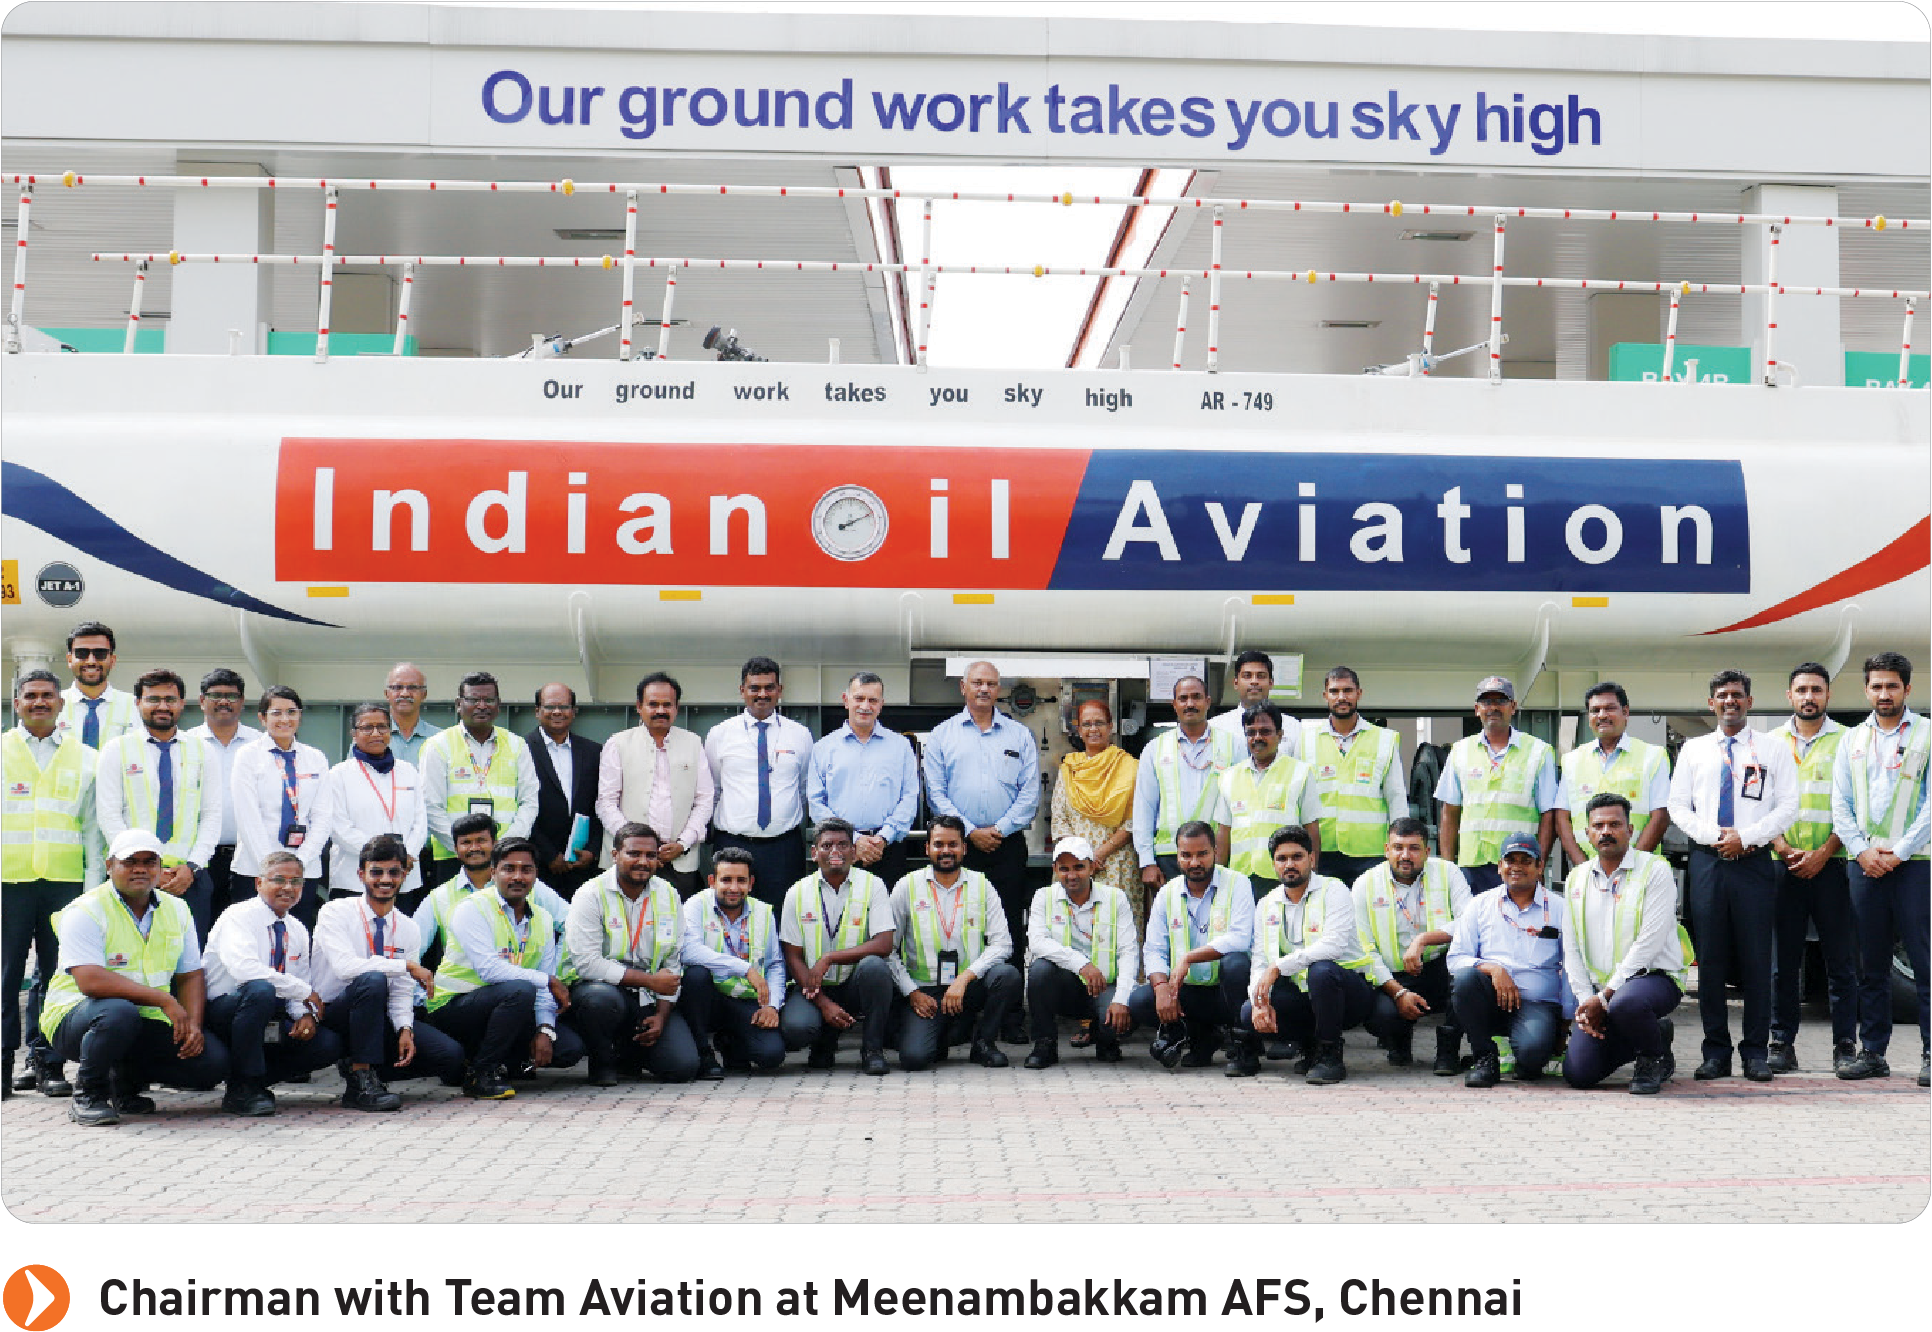 Our ground work takes you sky high
Our ground work takes you sky high AR - 749
Indian Oil Aviation
93
JET A-1
Chairman with Team Aviation at Meenambakkam AFS, Chennai